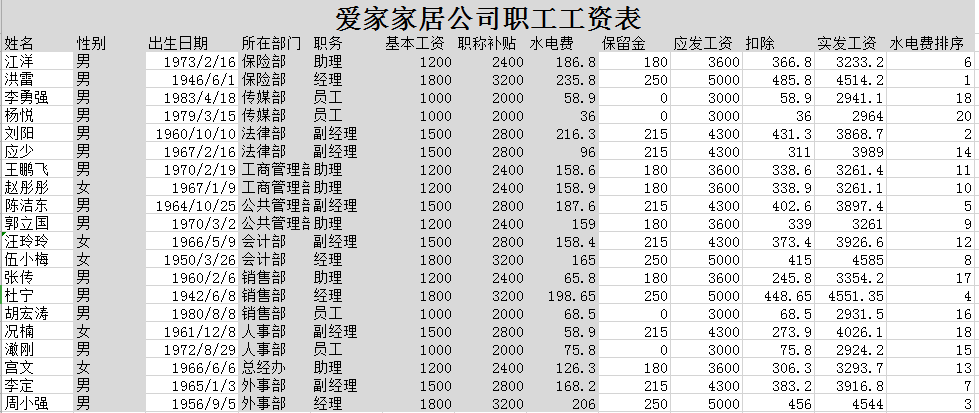 爱家家居公司职工工资表
姓名 性别 出生日期 所在部门 职务 基本工资 职称补贴 水电费 保留金 应发工资 扣除 实发工资 水电费排序
江洋 男 1973/2/16 保险部 助理 1200 2400 186.8 180 3600 366.8 3233.2 6
洪雷 男 1946/6/1 保险部 经理 1800 3200 235.8 250 5000 485.8 4514.2 1
李勇强 男 1983/4/18 传媒部 员工 1000 2000 58.9 0 3000 58.9 2941.1 18
杨悦 男 1979/3/15 传媒部 员工 1000 2000 36 0 3000 36 2964 20
刘阳 男 1960/10/10 法律部 副经理 1500 2800 216.3 215 4300 431.3 3868.7 2
应少 男 1967/2/16 法律部 副经理 1500 2800 96 215 4300 311 3989 14
王鹏飞 男 1970/2/19 工商管理部 助理 1200 2400 158.6 180 3600 338.6 3261.4 11
赵彤彤 女 1967/1/9 工商管理部 助理 1200 2400 158.9 180 3600 338.9 3261.1 10
陈洁东 男 1964/10/25 公共管理部 副经理 1500 2800 187.6 215 4300 402.6 3897.4 5
郭立国 男 1970/3/2 公共管理部 助理 1200 2400 159 180 3600 339 3261 9
汪玲玲 女 1966/5/9 会计部 副经理 1500 2800 158.4 215 4300 373.4 3926.6 12
伍小梅 女 1950/3/26 会计部 经理 1800 3200 165 250 5000 415 4585 8
张传 男 1960/2/6 销售部 助理 1200 2400 65.8 180 3600 245.8 3354.2 17
杜宁 男 1942/6/8 销售部 经理 1800 3200 198.65 250 5000 448.65 4551.35 4
胡宏涛 男 1980/8/8 销售部 员工 1000 2000 68.5 0 3000 68.5 2931.5 16
况楠 女 1961/12/8 人事部 副经理 1500 2800 58.9 215 4300 273.9 4026.1 18
澈刚 男 1972/8/29 人事部 员工 1000 2000 75.8 0 3000 75.8 2924.2 15
宫文 女 1966/6/6 总经办 助理 1200 2400 126.3 180 3600 306.3 3293.7 13
李定 男 1965/1/3 外事部 副经理 1500 2800 168.2 215 4300 383.2 3916.8 7
周小强 男 1956/9/5 外事部 经理 1800 3200 206 250 5000 456 4544 3